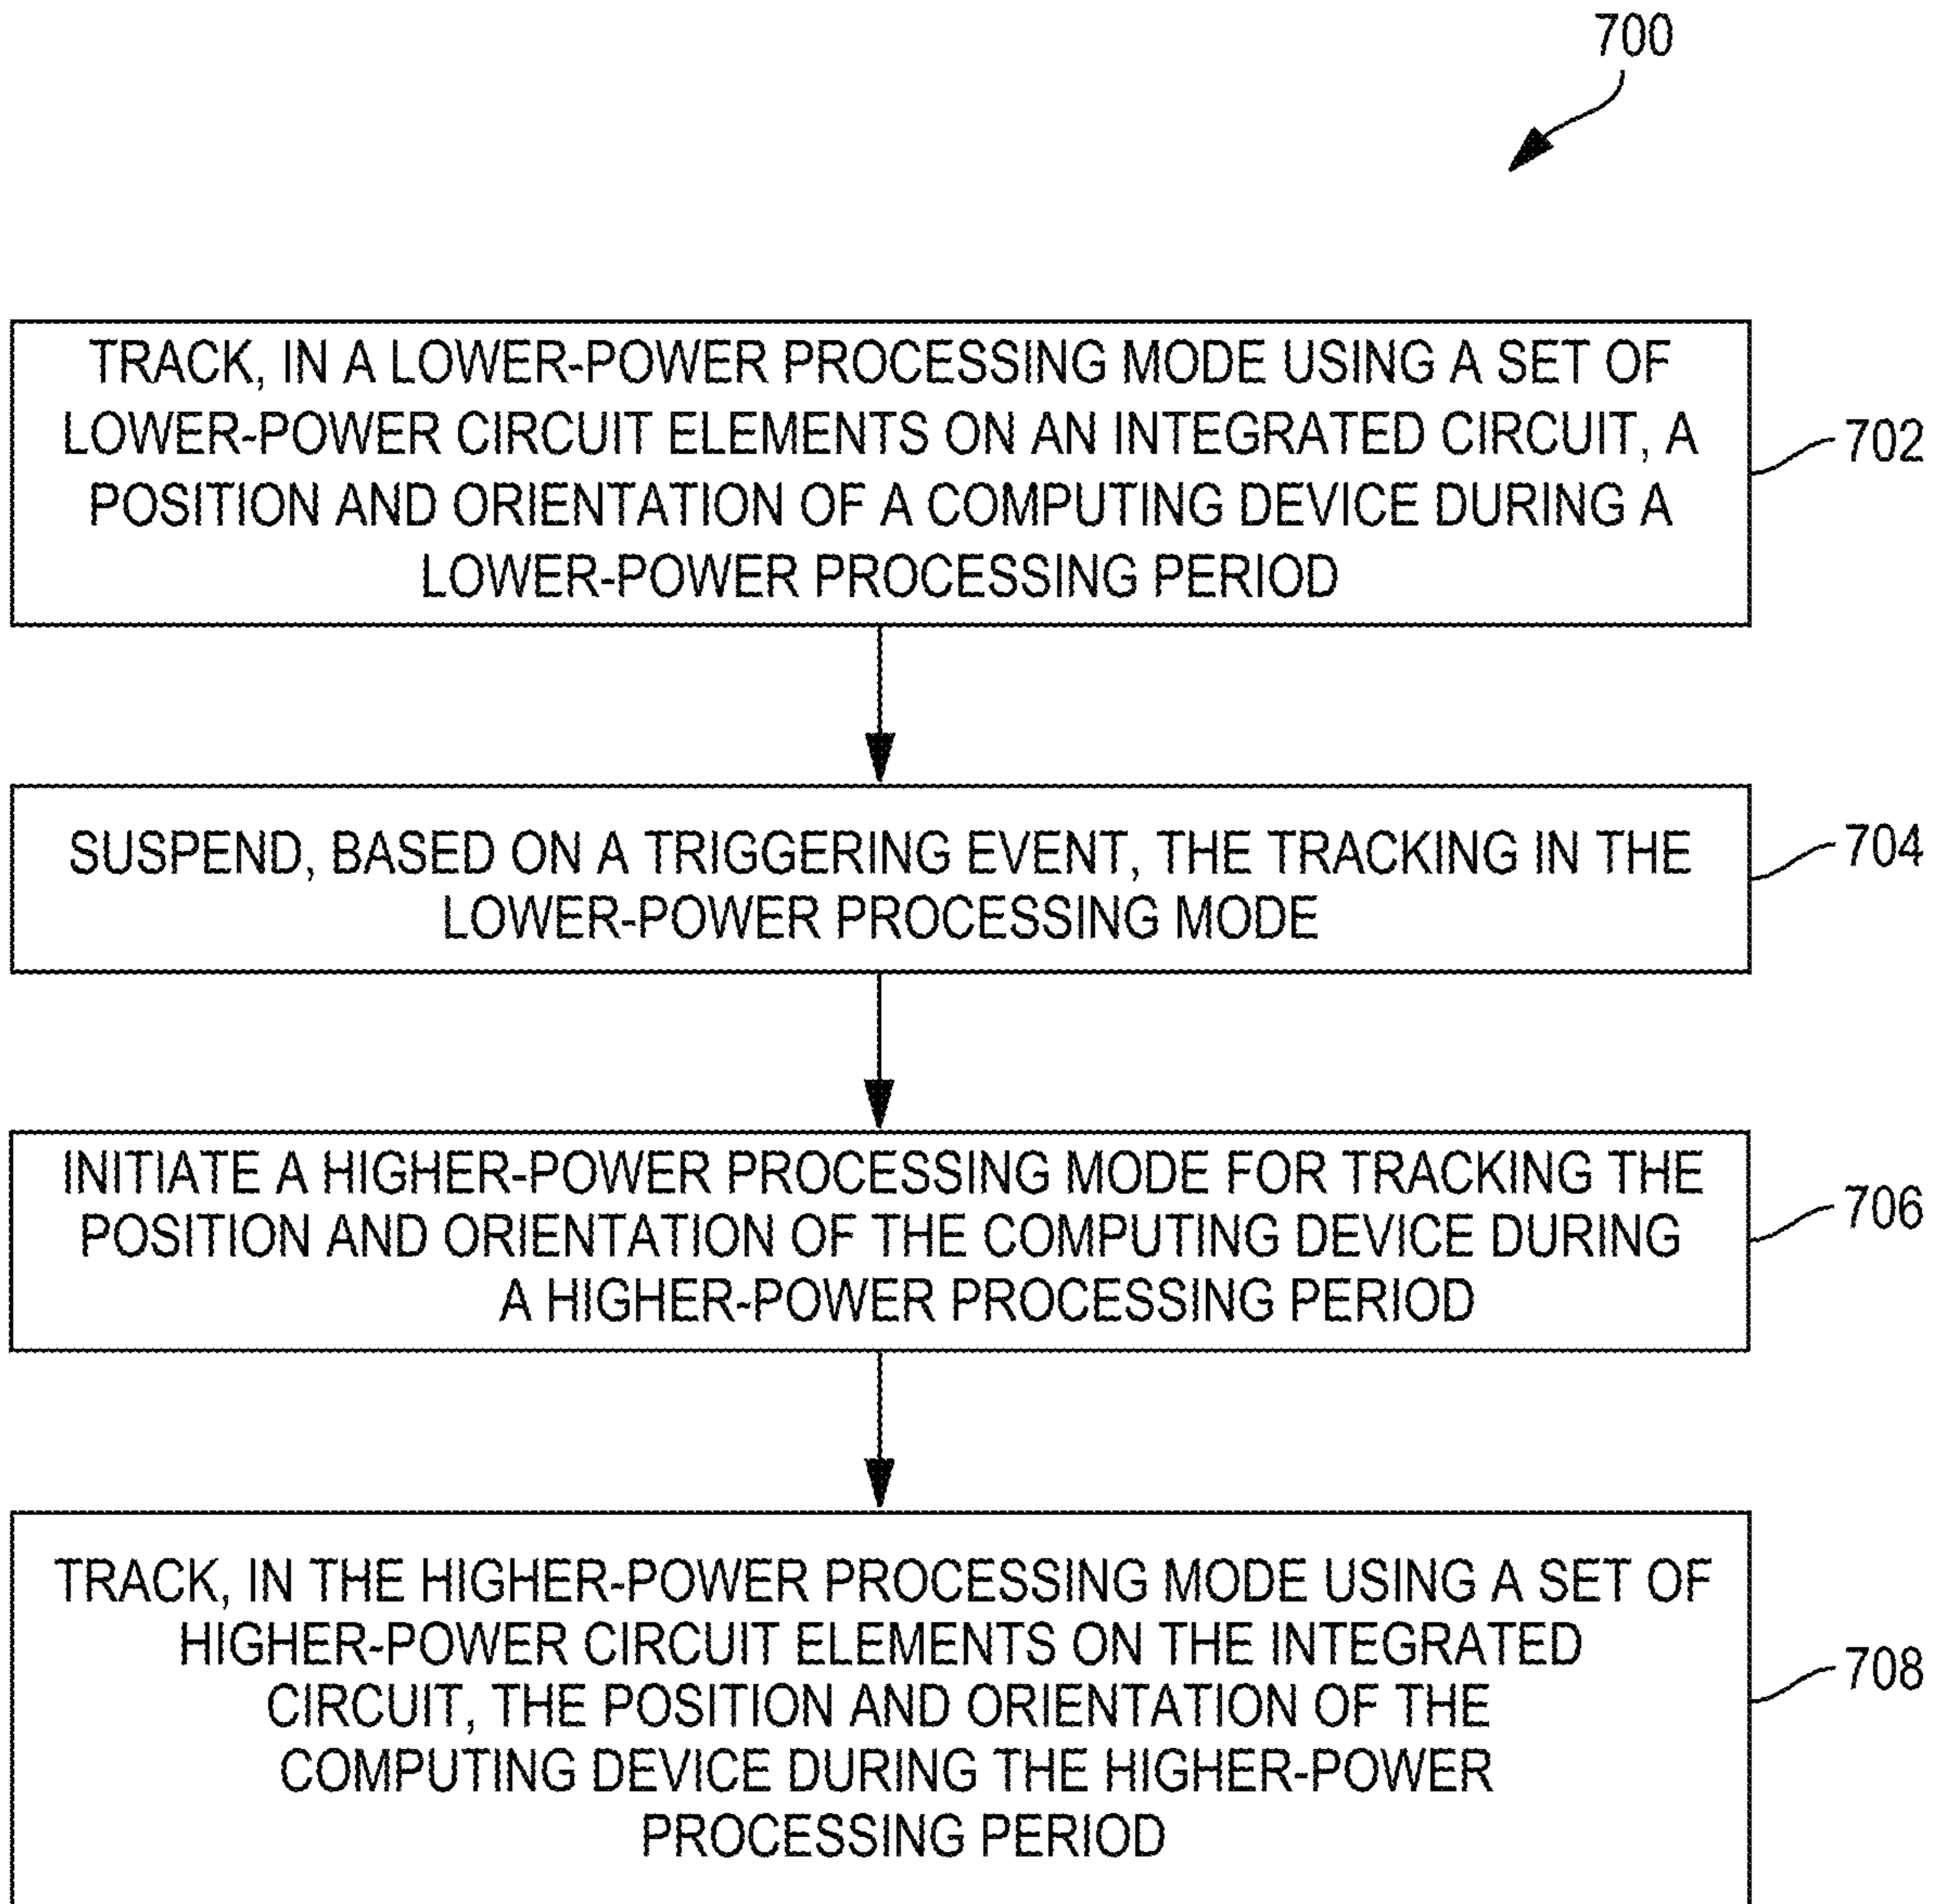 700
TRACK, IN A LOWER-POWER PROCESSING MODE USING A SET OF
LOWER-POWER CIRCUIT ELEMENTS ON AN INTEGRATED CIRCUIT, A
POSITION AND ORIENTATION OF A COMPUTING DEVICE DURING A
LOWER-POWER PROCESSING PERIOD
702
SUSPEND, BASED ON A TRIGGERING EVENT, THE TRACKING IN THE
LOWER-POWER PROCESSING MODE
704
INITIATE A HIGHER-POWER PROCESSING MODE FOR TRACKING THE
POSITION AND ORIENTATION OF THE COMPUTING DEVICE DURING
A HIGHER-POWER PROCESSING PERIOD
706
TRACK, IN THE HIGHER-POWER PROCESSING MODE USING A SET OF
HIGHER-POWER CIRCUIT ELEMENTS ON THE INTEGRATED
CIRCUIT, THE POSITION AND ORIENTATION OF THE
COMPUTING DEVICE DURING THE HIGHER-POWER
PROCESSING PERIOD
708